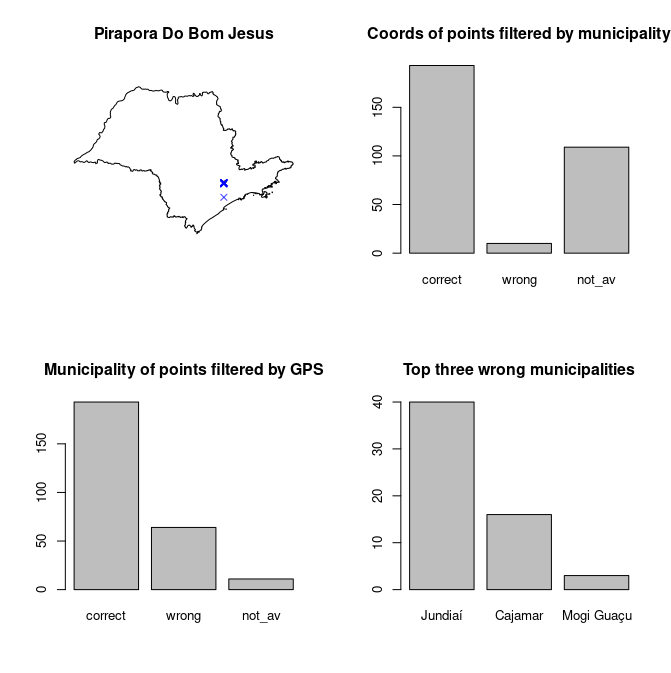 Pirapora Do Bom Jesus
Coords of points filtered by municipality
150
100
50
0
correct wrong not_av
Municipality of points filtered by GPS
150
100
50
0
correct wrong not_av
Top three wrong municipalities
40
30
20
10
0
Jundiaí Cajamar Mogi Guaçu